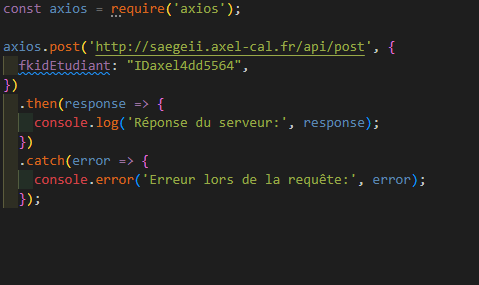 const axios = require('axios');
axios.post('http://saegeii.axel-cal.fr/api/post', {
fkidEtudiant: "IDaxel4dd5564",
})
.then(response => {
console.log('Réponse du serveur:', response);
})
.catch(error => {
console.error('Erreur lors de la requête:', error);
});